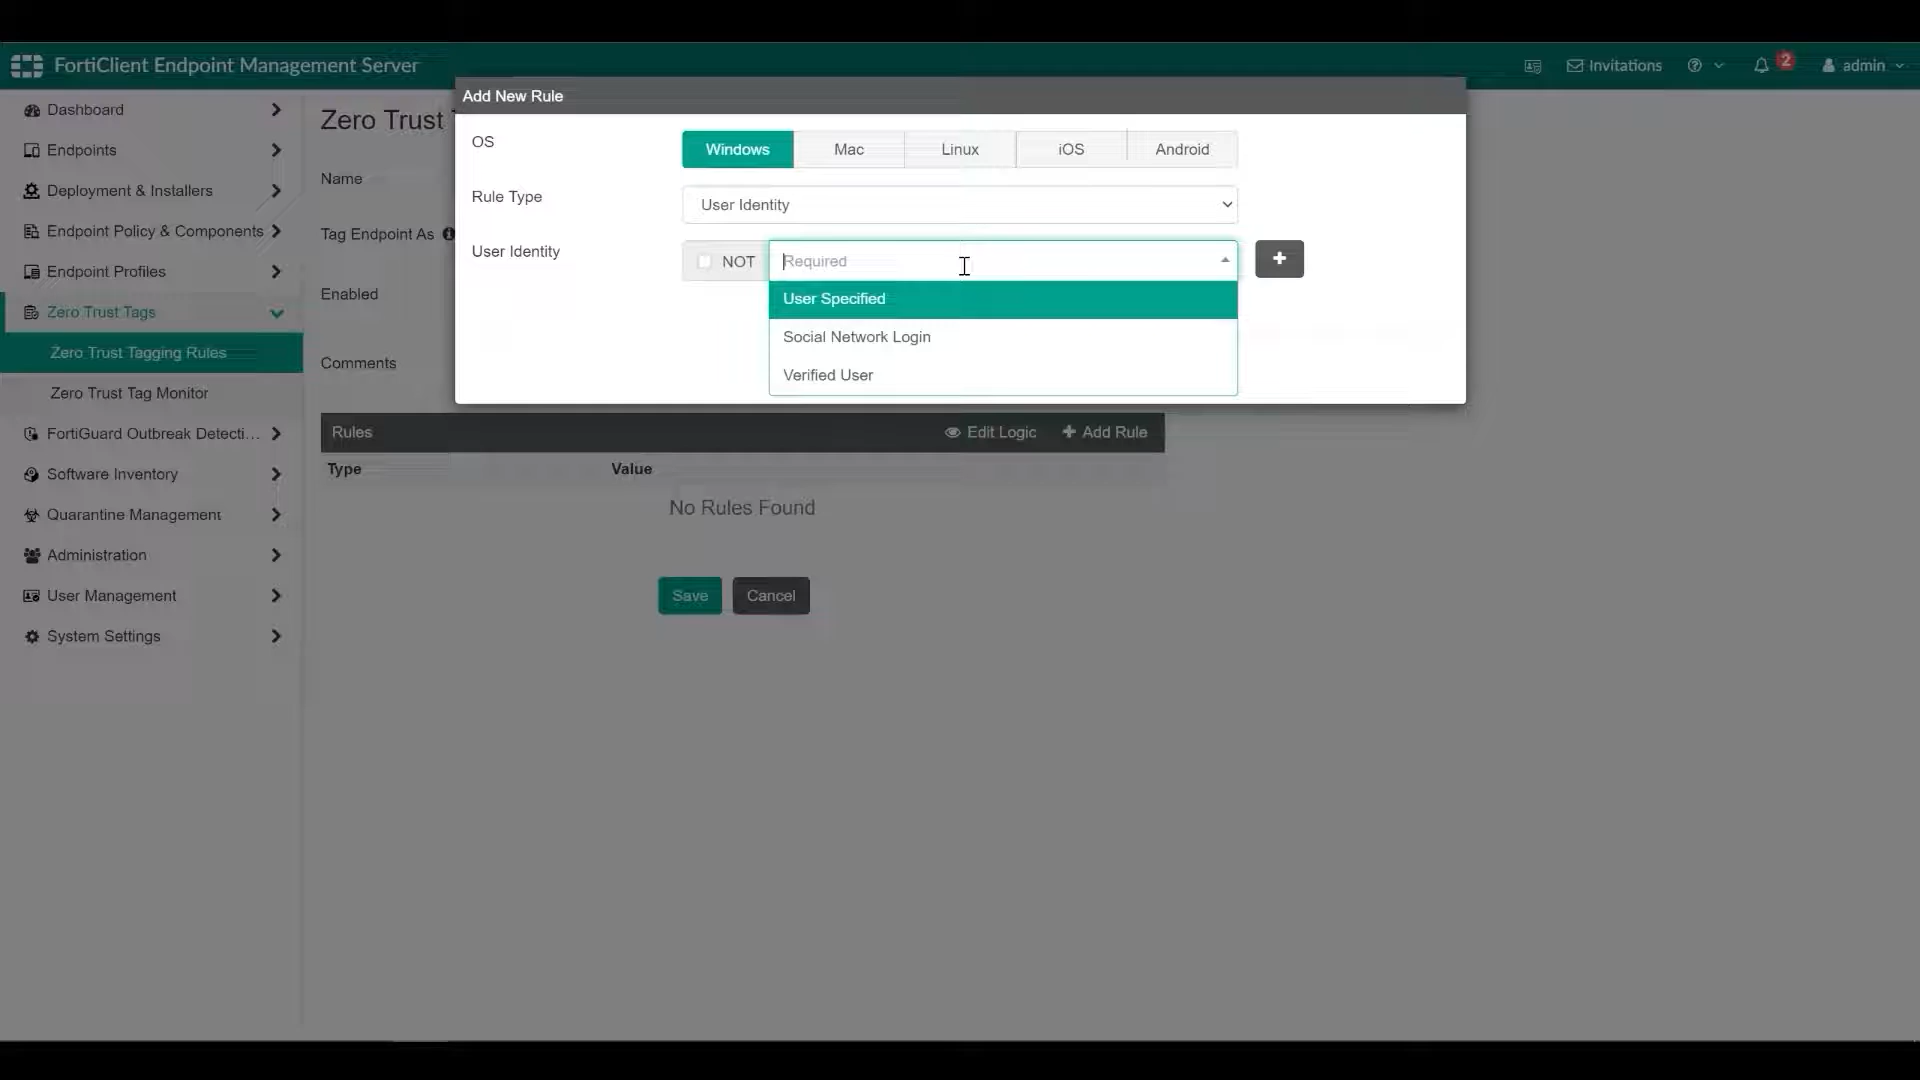 FortiClient Endpoint Management Server
Invitations
2
admin
Dashboard
Endpoints
Deployment & Installers
Endpoint Policy & Components
Endpoint Profiles
Zero Trust Tags
Zero Trust Tagging Rules
Zero Trust Tag Monitor
FortiGuard Outbreak Detecti...
Software Inventory
Quarantine Management
Administration
User Management
System Settings
Zero Trust
Name
Tag Endpoint As
Enabled
Comments
Add New Rule
OS
Windows
Mac
Linux
iOS
Android
Rule Type
User Identity
User Identity
NOT
Required
User Specified
Social Network Login
Verified User
Rules
Edit Logic
Add Rule
Type
Value
No Rules Found
Save
Cancel